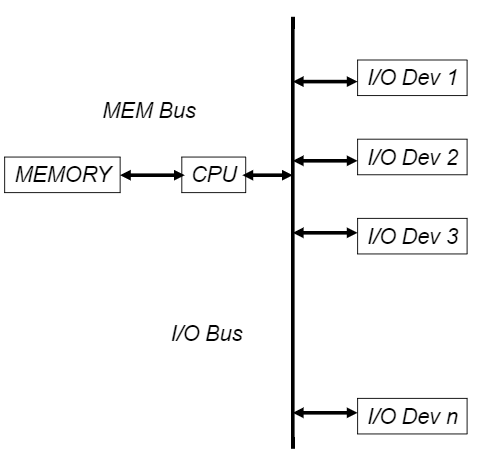 I/O Dev 1
MEM Bus
I/O Dev 2
MEMORY
CPU
I/O Dev 3
I/O Bus
I/O Dev n